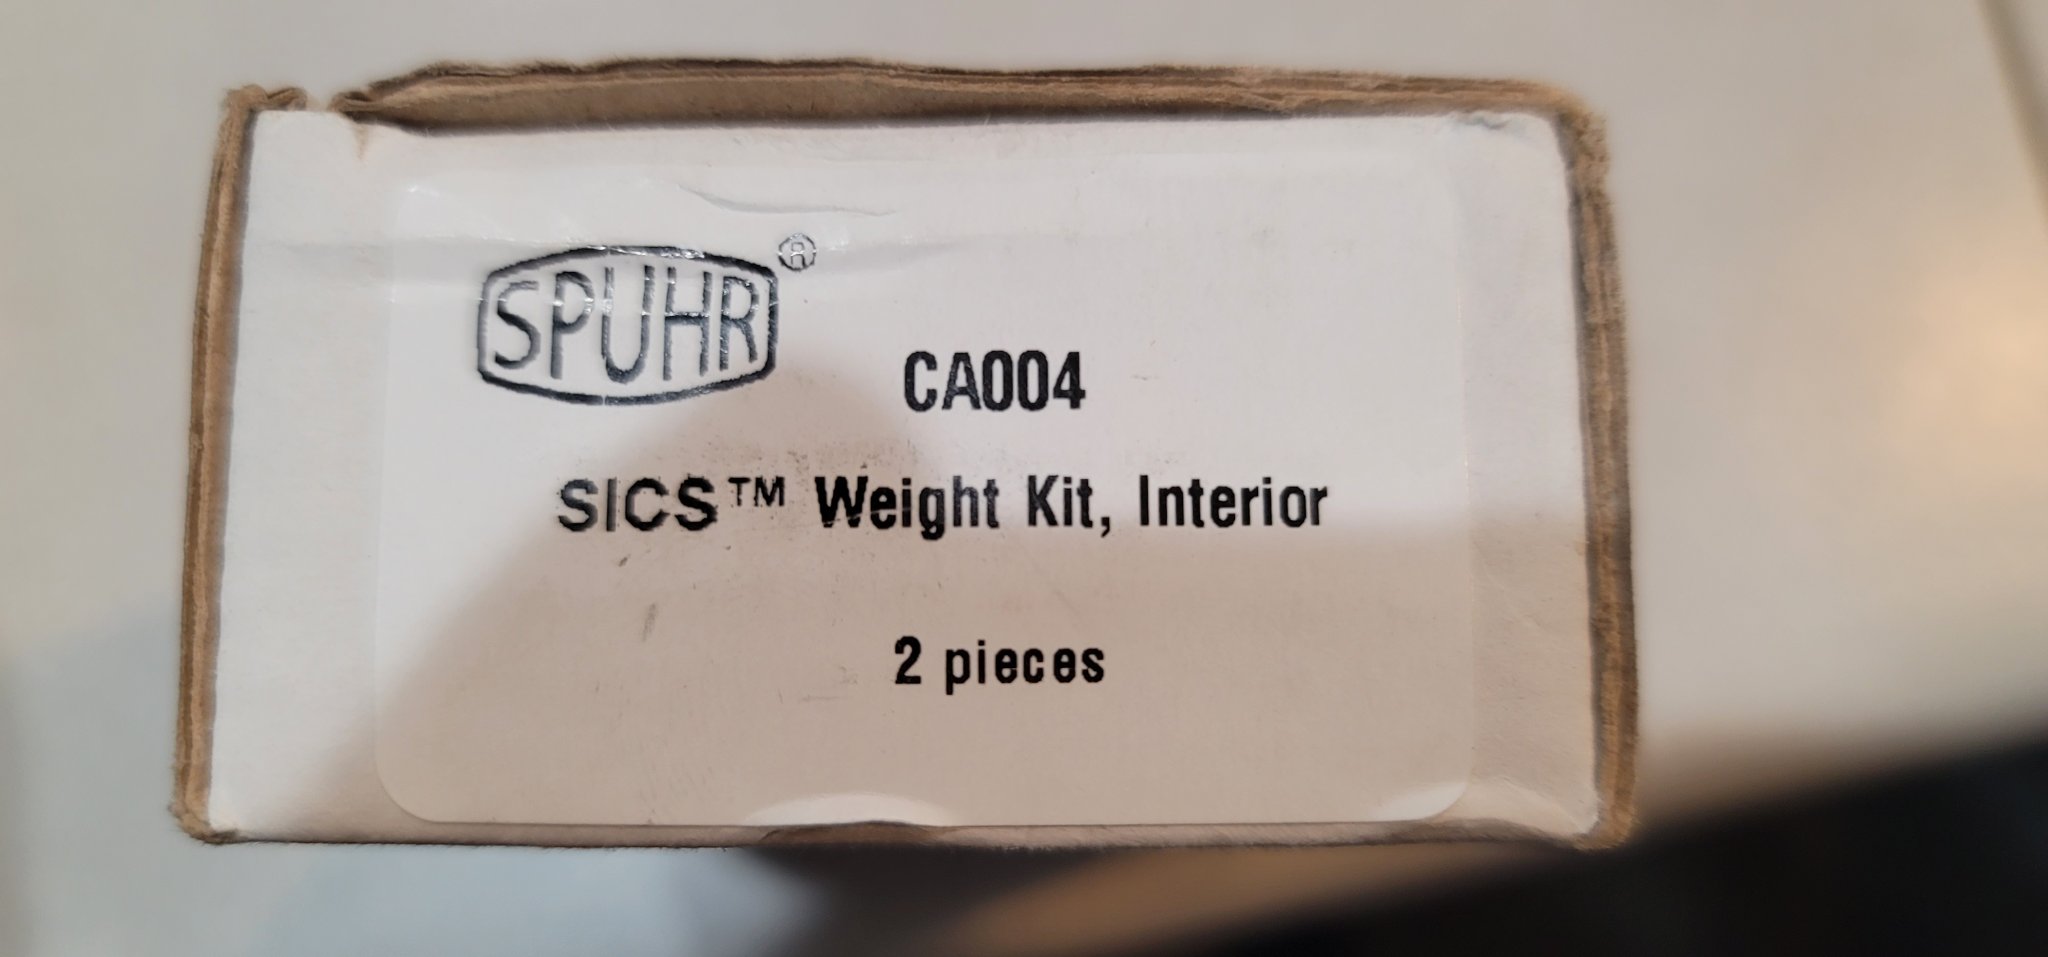 SPUHR®
CA004
SICS™ Weight Kit, Interior
2 pieces